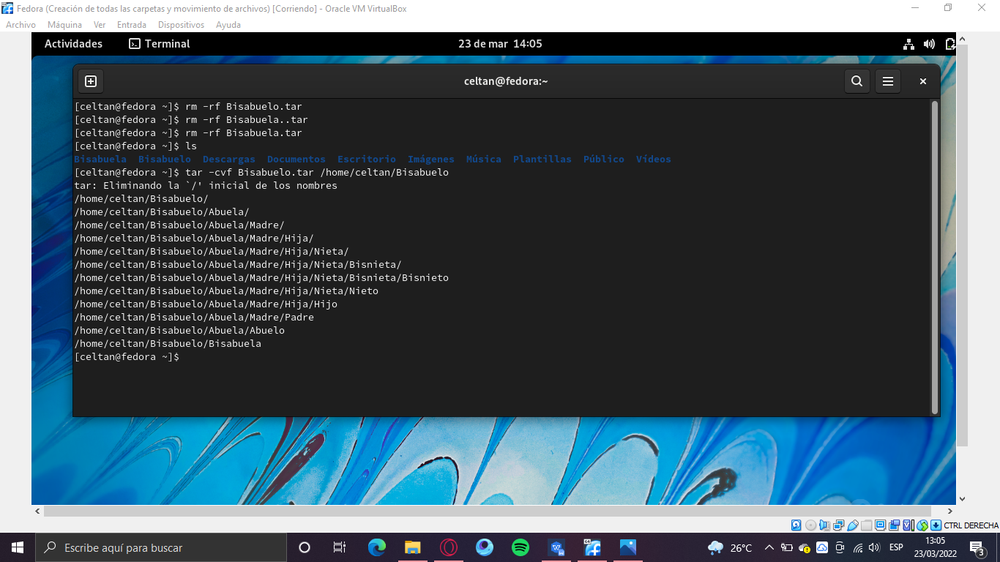 Fedora (Creación de todas las carpetas y movimiento de archivos) [Corriendo] - Oracle VM VirtualBox
Archivo Máquina Ver Entrada Dispositivos Ayuda
Actividades Terminal 23 de mar 14:05
celtan@fedora:~
[celtan@fedora ~]$ rm -rf Bisabuelo.tar
[celtan@fedora ~]$ rm -rf Bisabuela..tar
[celtan@fedora ~]$ rm -rf Bisabuela.tar
[celtan@fedora ~]$ ls
Bisabuela Bisabuelo Descargas Documentos Escritorio Imágenes Música Plantillas Público Vídeos
[celtan@fedora ~]$ tar -cvf Bisabuelo.tar /home/celtan/Bisabuelo
tar: Eliminando la `/' inicial de los nombres
/home/celtan/Bisabuelo/
/home/celtan/Bisabuelo/Abuela/
/home/celtan/Bisabuelo/Abuela/Madre/
/home/celtan/Bisabuelo/Abuela/Madre/Hija/
/home/celtan/Bisabuelo/Abuela/Madre/Hija/Nieta/
/home/celtan/Bisabuelo/Abuela/Madre/Hija/Nieta/Bisnieta/
/home/celtan/Bisabuelo/Abuela/Madre/Hija/Nieta/Bisnieta/Bisnieto
/home/celtan/Bisabuelo/Abuela/Madre/Hija/Nieta/Nieto
/home/celtan/Bisabuelo/Abuela/Madre/Hija/Hijo
/home/celtan/Bisabuelo/Abuela/Madre/Padre
/home/celtan/Bisabuelo/Abuela/Abuelo
/home/celtan/Bisabuelo/Bisabuela
[celtan@fedora ~]$
CTRL DERECHA
Escribe aquí para buscar
26°C
ESP
13:05
23/03/2022
3